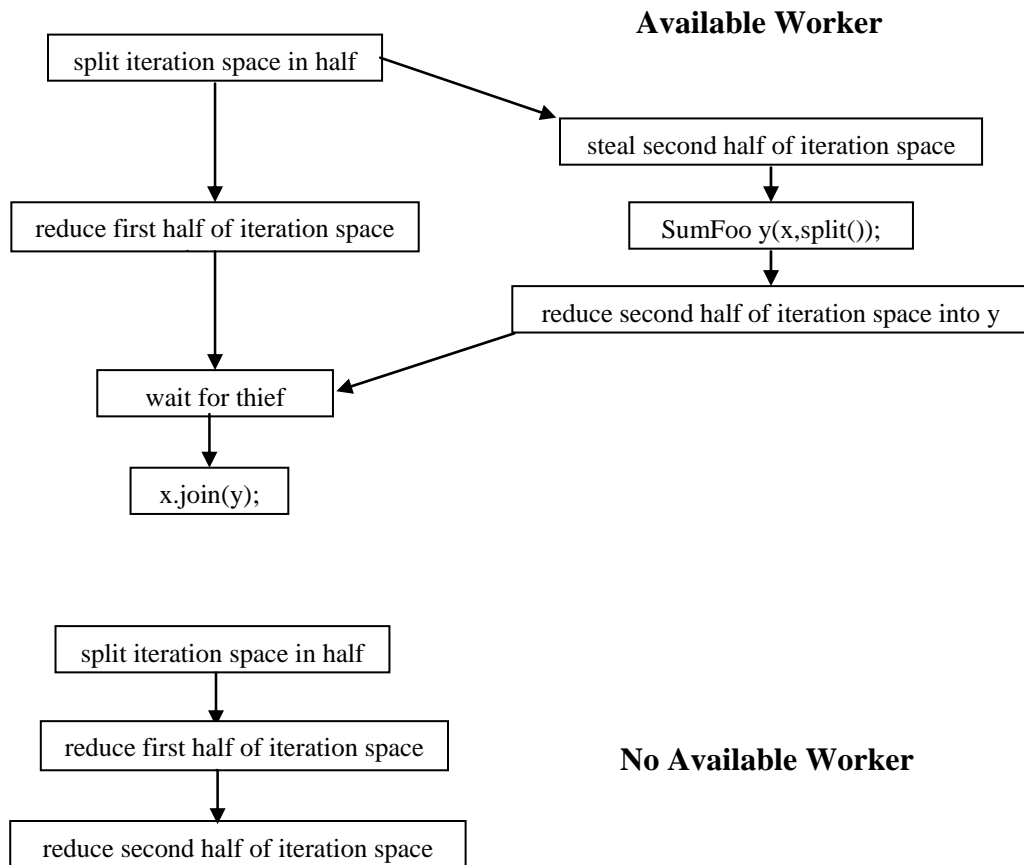 Available Worker
split iteration space in half
steal second half of iteration space
reduce first half of iteration space
SumFoo y(x,split());
reduce second half of iteration space into y
wait for thief
x.join(y);
split iteration space in half
reduce first half of iteration space
No Available Worker
reduce second half of iteration space